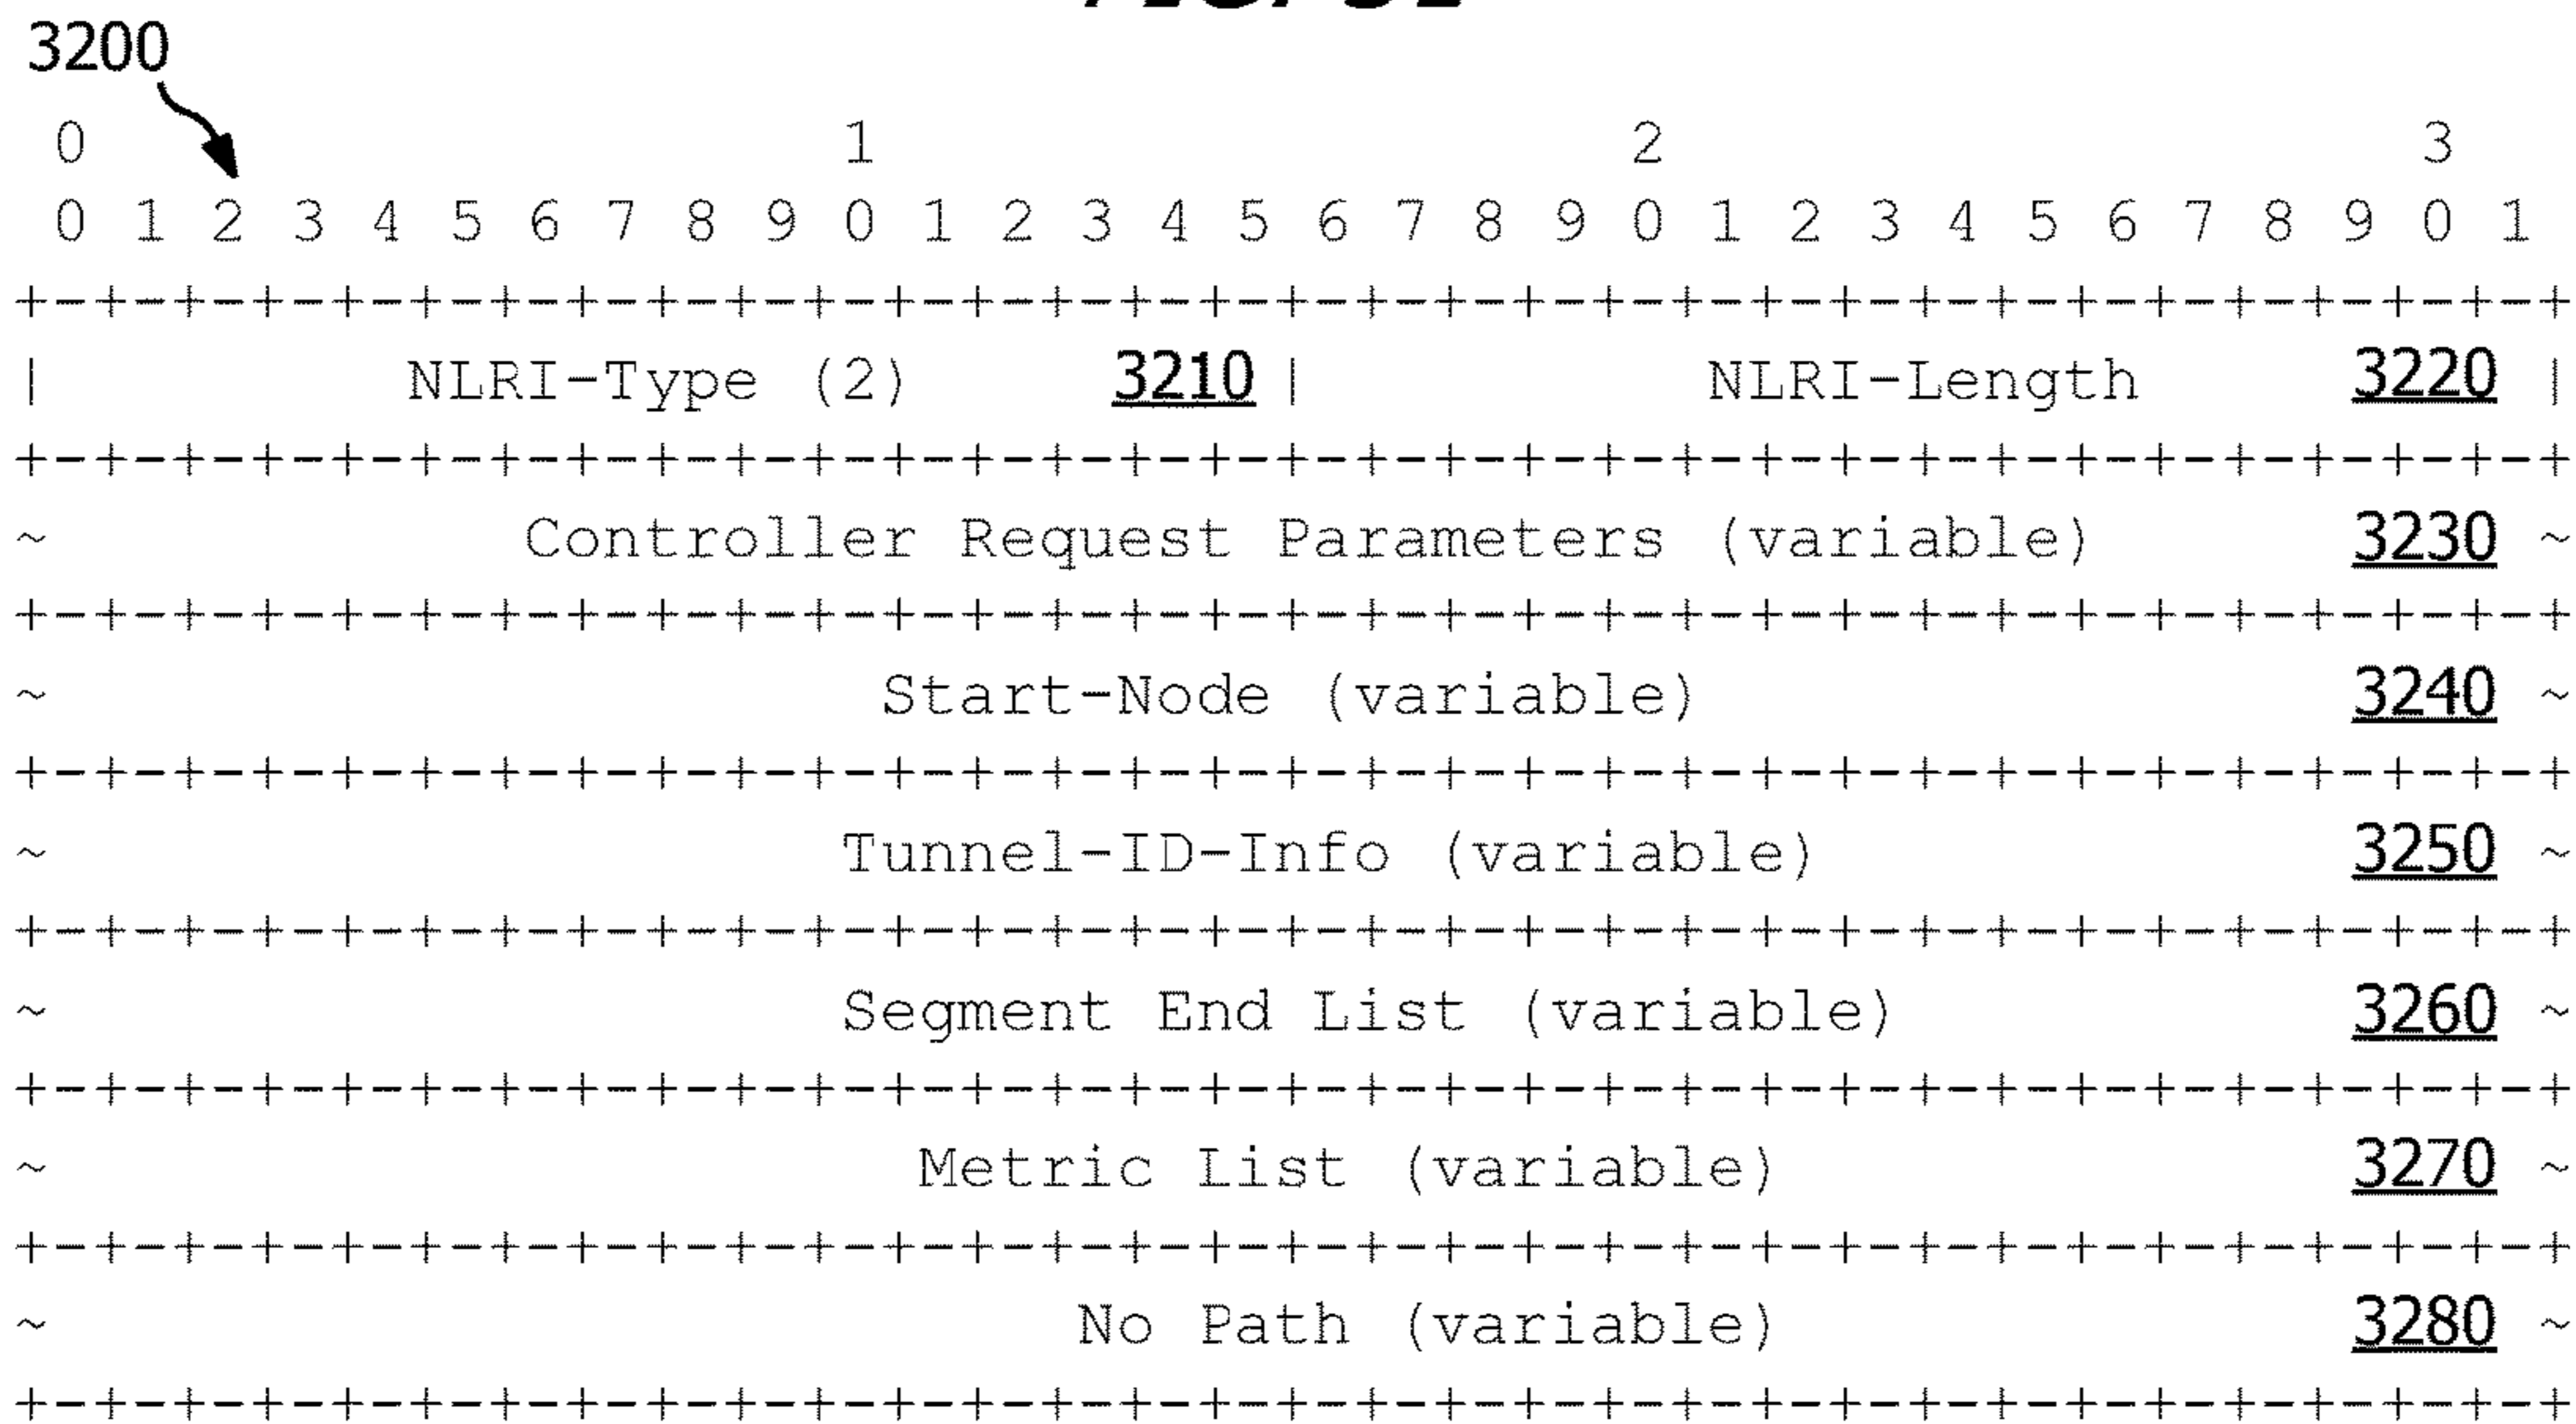 3200
0 1 2 3
0 1 2 3 4 5 6 7 8 9 0 1 2 3 4 5 6 7 8 9 0 1 2 3 4 5 6 7 8 9 0 1
+-+-+-+-+-+-+-+-+-+-+-+-+-+-+-+-+-+-+-+-+-+-+-+-+-+-+-+-+-+-+-+-+
| NLRI-Type (2) 3210 | NLRI-Length 3220 |
+-+-+-+-+-+-+-+-+-+-+-+-+-+-+-+-+-+-+-+-+-+-+-+-+-+-+-+-+-+-+-+-+
~ Controller Request Parameters (variable) 3230 ~
+-+-+-+-+-+-+-+-+-+-+-+-+-+-+-+-+-+-+-+-+-+-+-+-+-+-+-+-+-+-+-+-+
~ Start-Node (variable) 3240 ~
+-+-+-+-+-+-+-+-+-+-+-+-+-+-+-+-+-+-+-+-+-+-+-+-+-+-+-+-+-+-+-+-+
~ Tunnel-ID-Info (variable) 3250 ~
+-+-+-+-+-+-+-+-+-+-+-+-+-+-+-+-+-+-+-+-+-+-+-+-+-+-+-+-+-+-+-+-+
~ Segment End List (variable) 3260 ~
+-+-+-+-+-+-+-+-+-+-+-+-+-+-+-+-+-+-+-+-+-+-+-+-+-+-+-+-+-+-+-+-+
~ Metric List (variable) 3270 ~
+-+-+-+-+-+-+-+-+-+-+-+-+-+-+-+-+-+-+-+-+-+-+-+-+-+-+-+-+-+-+-+-+
~ No Path (variable) 3280 ~
+-+-+-+-+-+-+-+-+-+-+-+-+-+-+-+-+-+-+-+-+-+-+-+-+-+-+-+-+-+-+-+-+